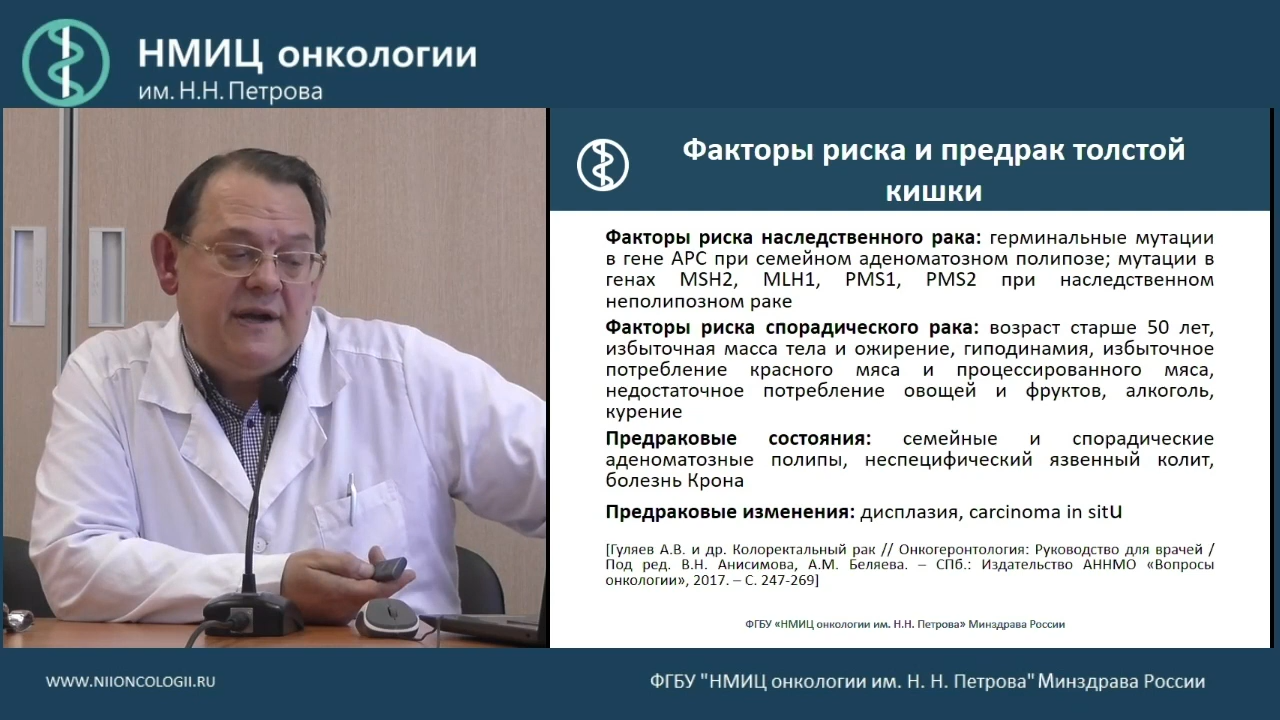 НМИЦ онкологии
им. Н.Н. Петрова
Факторы риска и предрак толстой
кишки
Факторы риска наследственного рака: герминальные мутации
в гене APC при семейном аденоматозном полипозе; мутации в
генах MSH2, MLH1, PMS1, PMS2 при наследственном
неполипозном раке
Факторы риска спорадического рака: возраст старше 50 лет,
избыточная масса тела и ожирение, гиподинамия, избыточное
потребление красного мяса и процессированного мяса,
недостаточное потребление овощей и фруктов, алкоголь,
курение
Предраковые состояния: семейные и спорадические
аденоматозные полипы, неспецифический язвенный колит,
болезнь Крона
Предраковые изменения: дисплазия, carcinoma in situ
[Гуляев А.В. и др. Колоректальный рак // Онкогеронтология: Руководство для врачей /
Под ред. В.Н. Анисимова, А.М. Беляева. – СПб.: Издательство АННМО «Вопросы
онкологии», 2017. – С. 247-269]
ФГБУ «НМИЦ онкологии им. Н.Н. Петрова» Минздрава России
WWW.NIIONCOLOGII.RU
ФГБУ "НМИЦ онкологии им. Н. Н. Петрова" Минздрава России